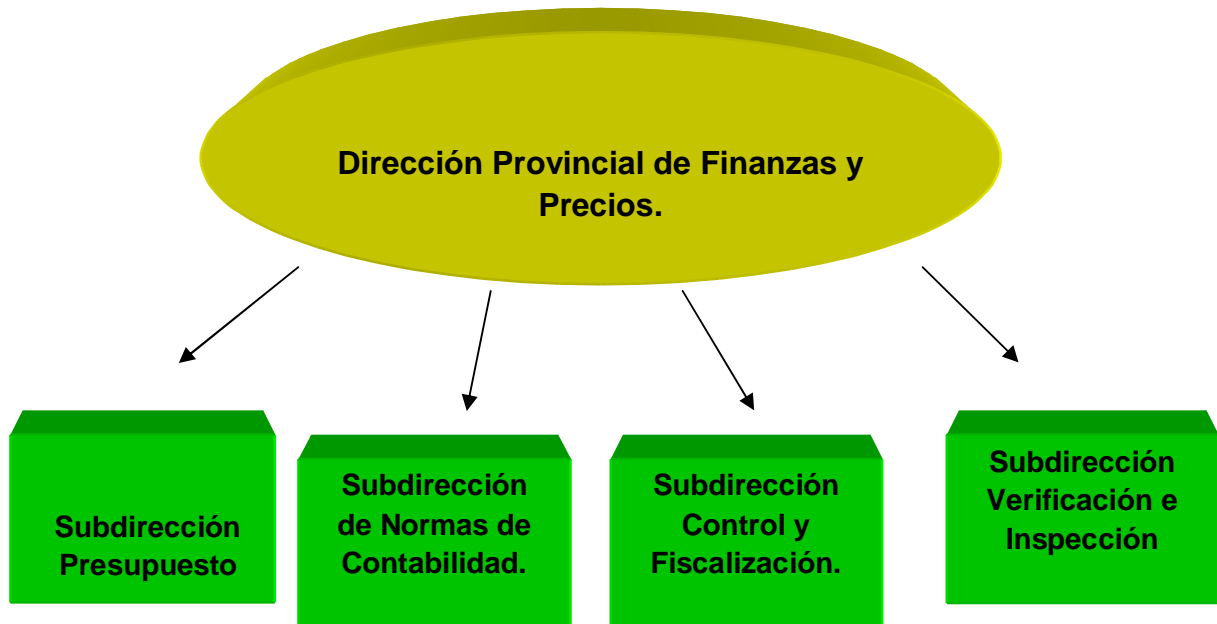 Dirección Provincial de Finanzas y
Precios.
Subdirección
Presupuesto
Subdirección
de Normas de
Contabilidad.
Subdirección
Control y
Fiscalización.
Subdirección
Verificación e
Inspección